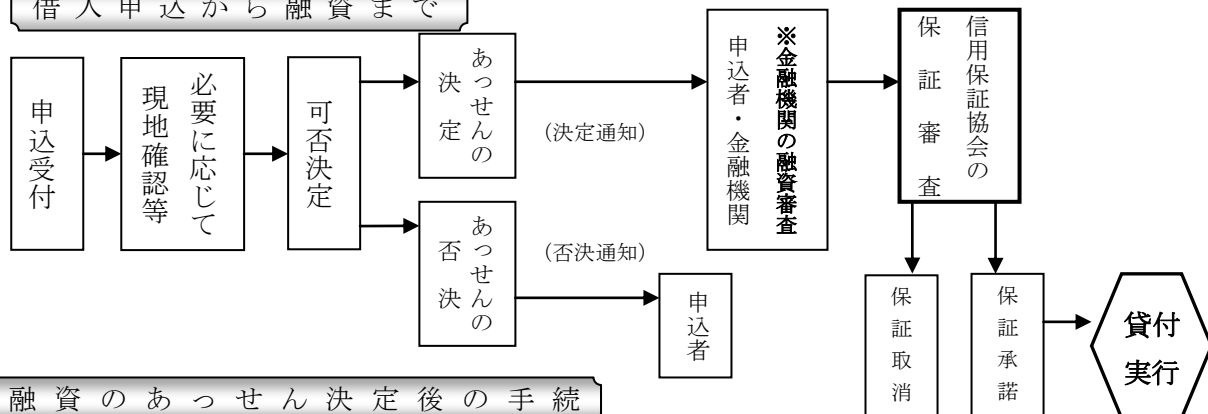 借入申込から融資まで
申込受付
必要に応じて
現地確認等
可否決定
あっせんの
決定
(決定通知)
※金融機関の融資審査
申込者・金融機関
信用保証協会の
保証審査
あっせんの
否決
(否決通知)
申込者
保証取消
保証承諾
貸付
実行
融資のあっせん決定後の手続